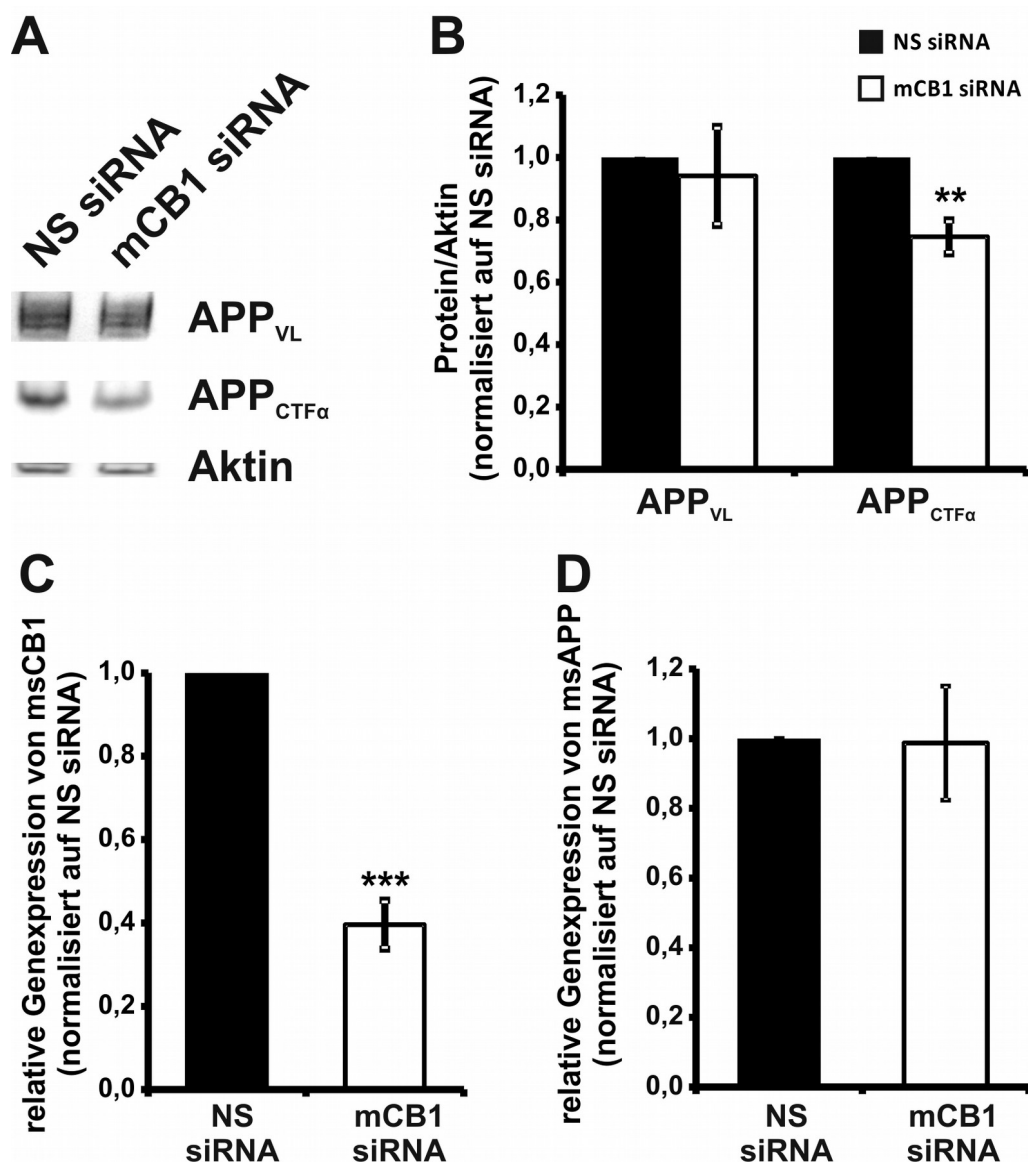 A
NS siRNA
mCB1 siRNA
APPVL
APPCTFα
Aktin
B
NS siRNA
mCB1 siRNA
Protein/Aktin
(normalisiert auf NS siRNA)
1,2
1,0
0,8
0,6
0,4
0,2
0,0
**
APPVL
APPCTFα
C
relative Genexpression von msCB1
(normalisiert auf NS siRNA)
1,0
0,8
0,6
0,4
0,2
0,0
***
NS
siRNA
mCB1
siRNA
D
relative Genexpression von msAPP
(normalisiert auf NS siRNA)
1,2
1,0
0,8
0,6
0,4
0,2
0,0
NS
siRNA
mCB1
siRNA